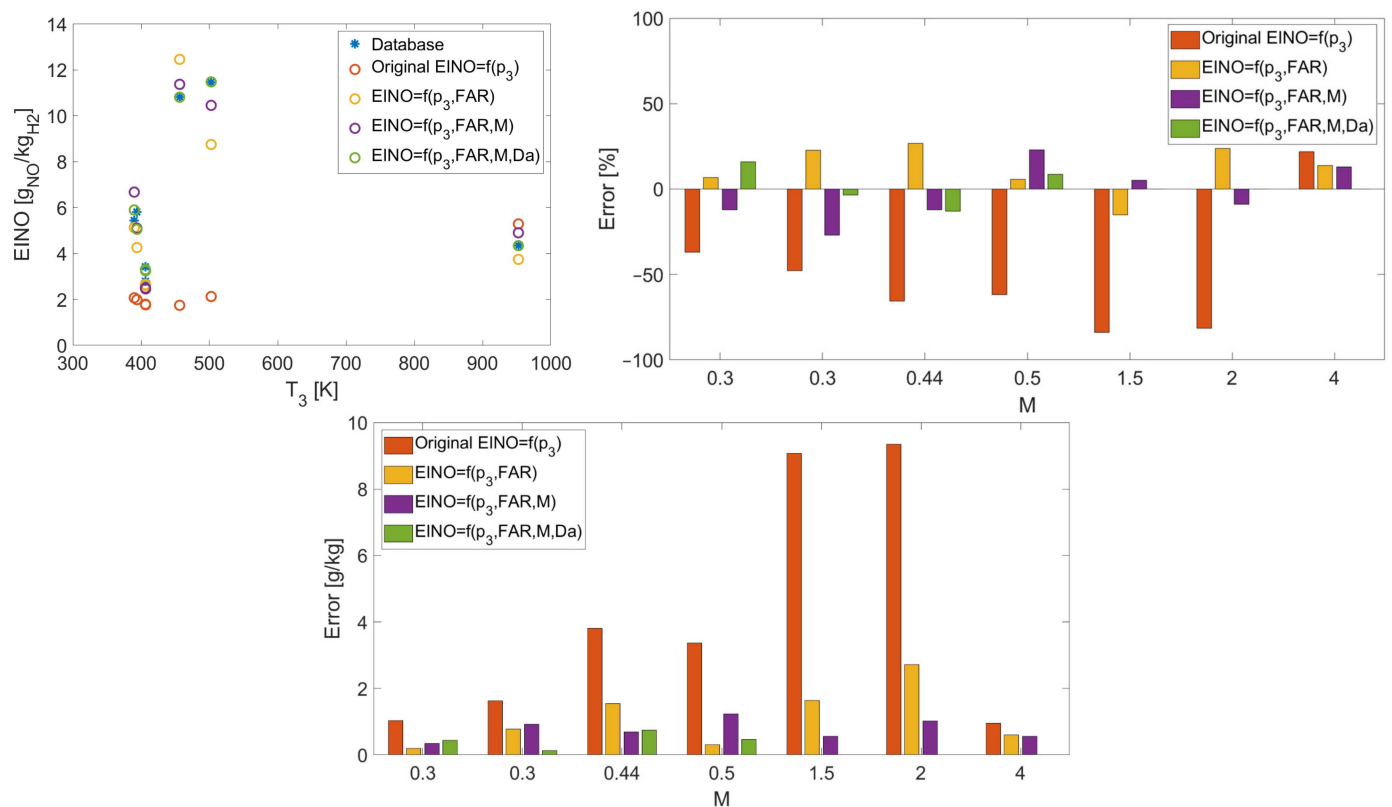 14
12
10
8
6
4
2
0
EINO [g_NO/kg_H2]
Database
Original EINO=f(p_3)
EINO=f(p_3,FAR)
EINO=f(p_3,FAR,M)
EINO=f(p_3,FAR,M,Da)
300 400 500 600 700 800 900 1000
T_3 [K]
100
50
0
−50
−100
Error [%]
Original EINO=f(p_3)
EINO=f(p_3,FAR)
EINO=f(p_3,FAR,M)
EINO=f(p_3,FAR,M,Da)
0.3 0.3 0.44 0.5 1.5 2 4
M
10
8
6
4
2
0
Error [g/kg]
Original EINO=f(p_3)
EINO=f(p_3,FAR)
EINO=f(p_3,FAR,M)
EINO=f(p_3,FAR,M,Da)
0.3 0.3 0.44 0.5 1.5 2 4
M